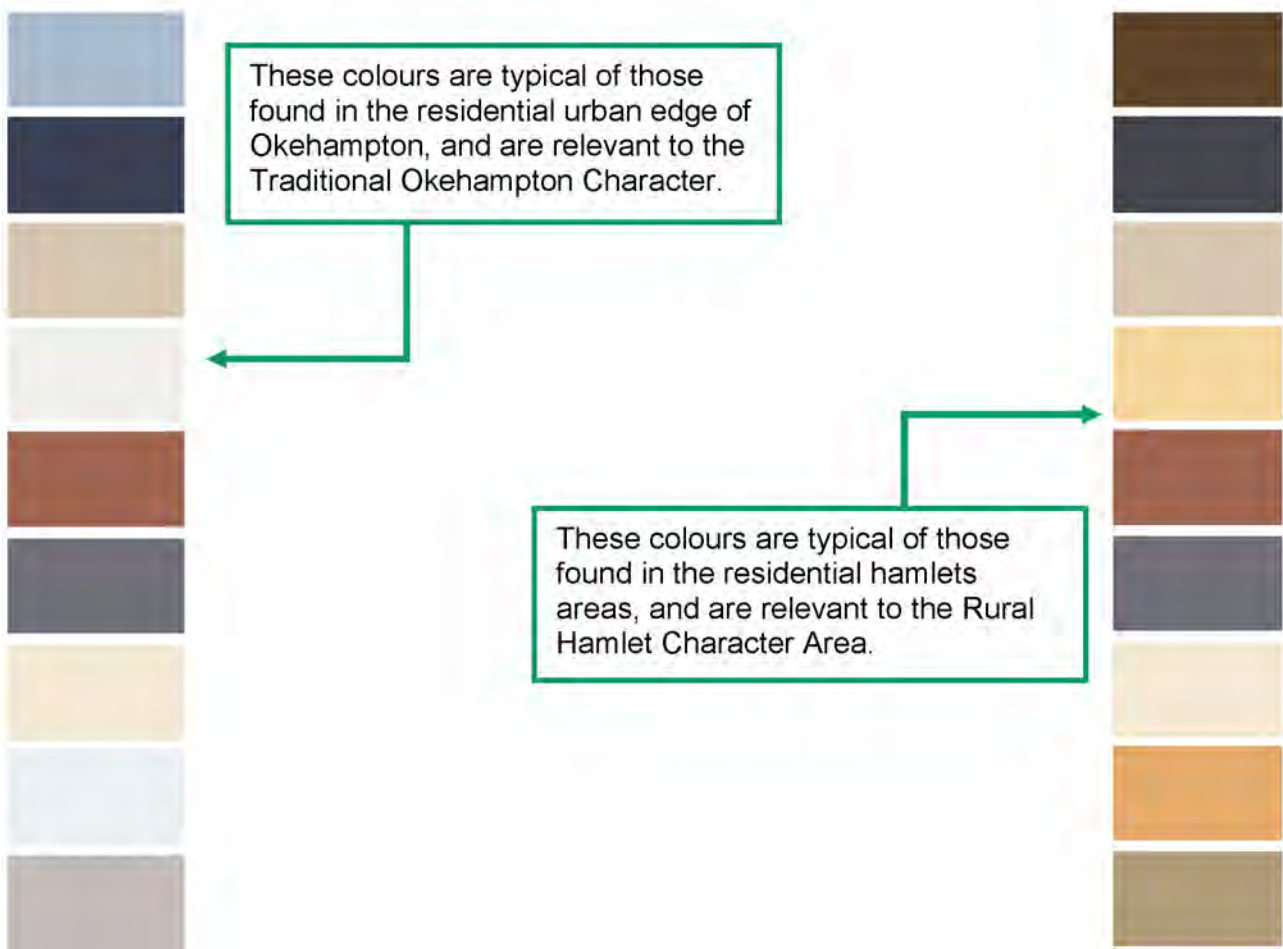 These colours are typical of those
found in the residential urban edge of
Okehampton, and are relevant to the
Traditional Okehampton Character.
These colours are typical of those
found in the residential hamlets
areas, and are relevant to the Rural
Hamlet Character Area.